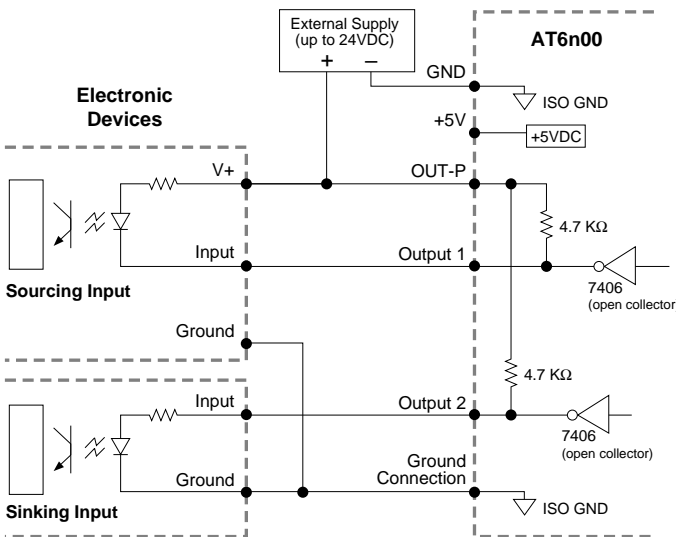 External Supply
(up to 24VDC)
+ –
AT6n00
GND
ISO GND
Electronic
Devices
+5V
+5VDC
V+
OUT-P
4.7 KΩ
Input
Output 1
7406
(open collector
Sourcing Input
Ground
4.7 KΩ
Input
Output 2
7406
(open collector)
Ground
Connection
Ground
ISO GND
Sinking Input